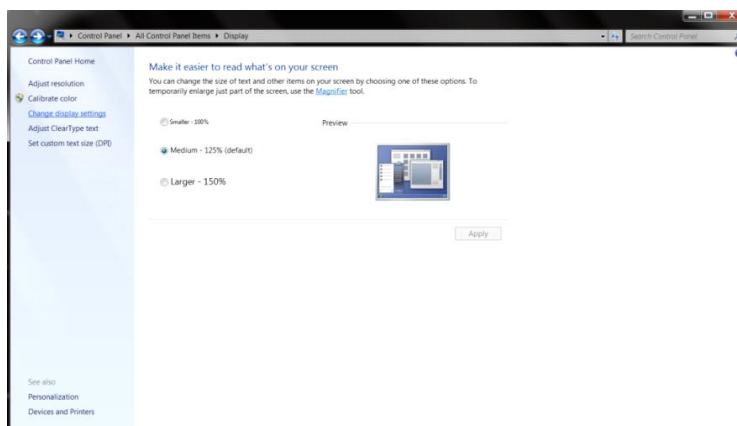 Control Panel ▸ All Control Panel Items ▸ Display
Search Control Panel
Control Panel Home
Adjust resolution
Calibrate color
Change display settings
Adjust ClearType text
Set custom text size (DPI)
See also
Personalization
Devices and Printers
Make it easier to read what's on your screen
You can change the size of text and other items on your screen by choosing one of these options. To
temporarily enlarge just part of the screen, use the Magnifier tool.
Smaller - 100%
Preview
Medium - 125% (default)
Larger - 150%
Apply